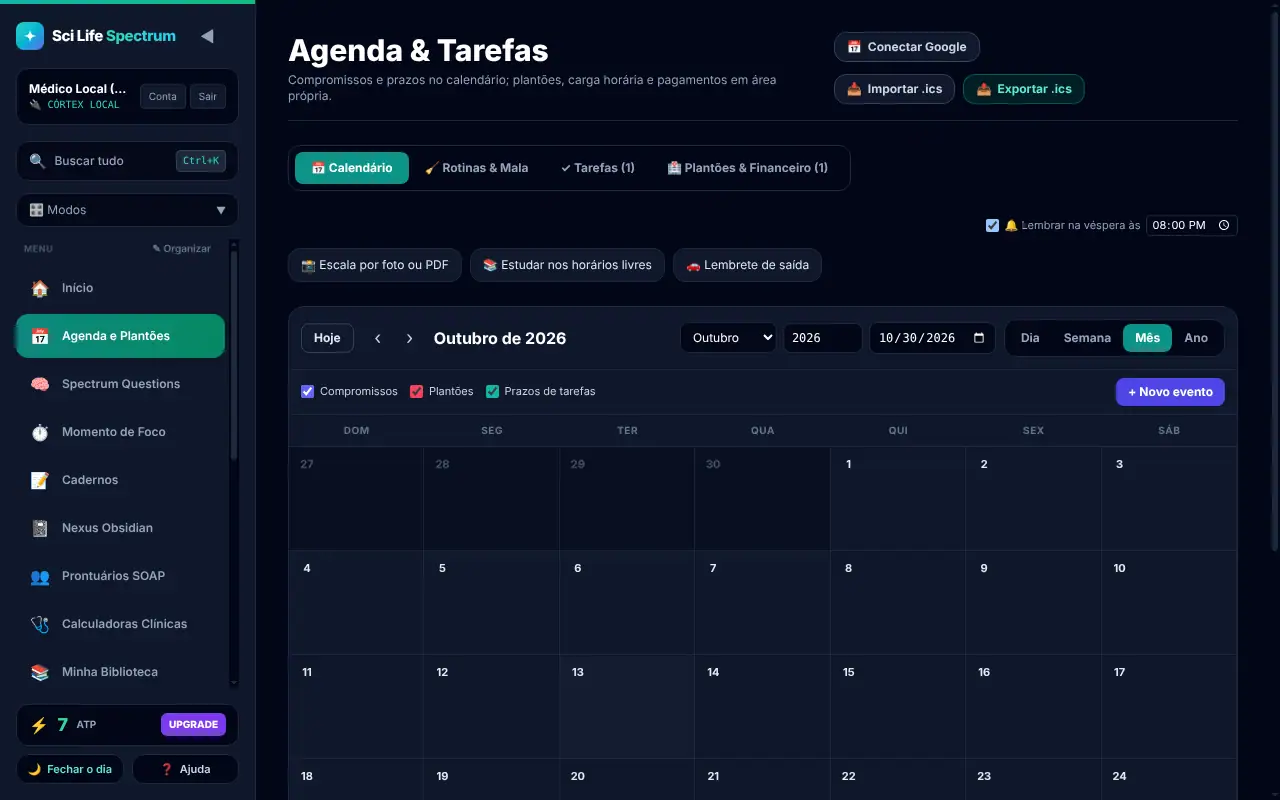 Sci Life Spectrum
Médico Local (...
CÓRTEX LOCAL
Conta
Sair
Buscar tudo
Ctrl+K
Modos
MENU
Organizar
Início
Agenda e Plantões
Spectrum Questions
Momento de Foco
Cadernos
Nexus Obsidian
Prontuários SOAP
Calculadoras Clínicas
Minha Biblioteca
7 ATP
UPGRADE
Fechar o dia
Ajuda
Agenda & Tarefas
Compromissos e prazos no calendário; plantões, carga horária e pagamentos em área
própria.
Conectar Google
Importar .ics
Exportar .ics
Calendário
Rotinas & Mala
✓ Tarefas (1)
Plantões & Financeiro (1)
Lembrar na véspera às
08:00 PM
Escala por foto ou PDF
Estudar nos horários livres
Lembrete de saída
Hoje
‹
›
Outubro de 2026
Outubro
2026
10/30/2026
Dia
Semana
Mês
Ano
Compromissos
Plantões
Prazos de tarefas
+ Novo evento
DOM SEG TER QUA QUI SEX SÁB
27 28 29 30 1 2 3
4 5 6 7 8 9 10
11 12 13 14 15 16 17
18 19 20 21 22 23 24